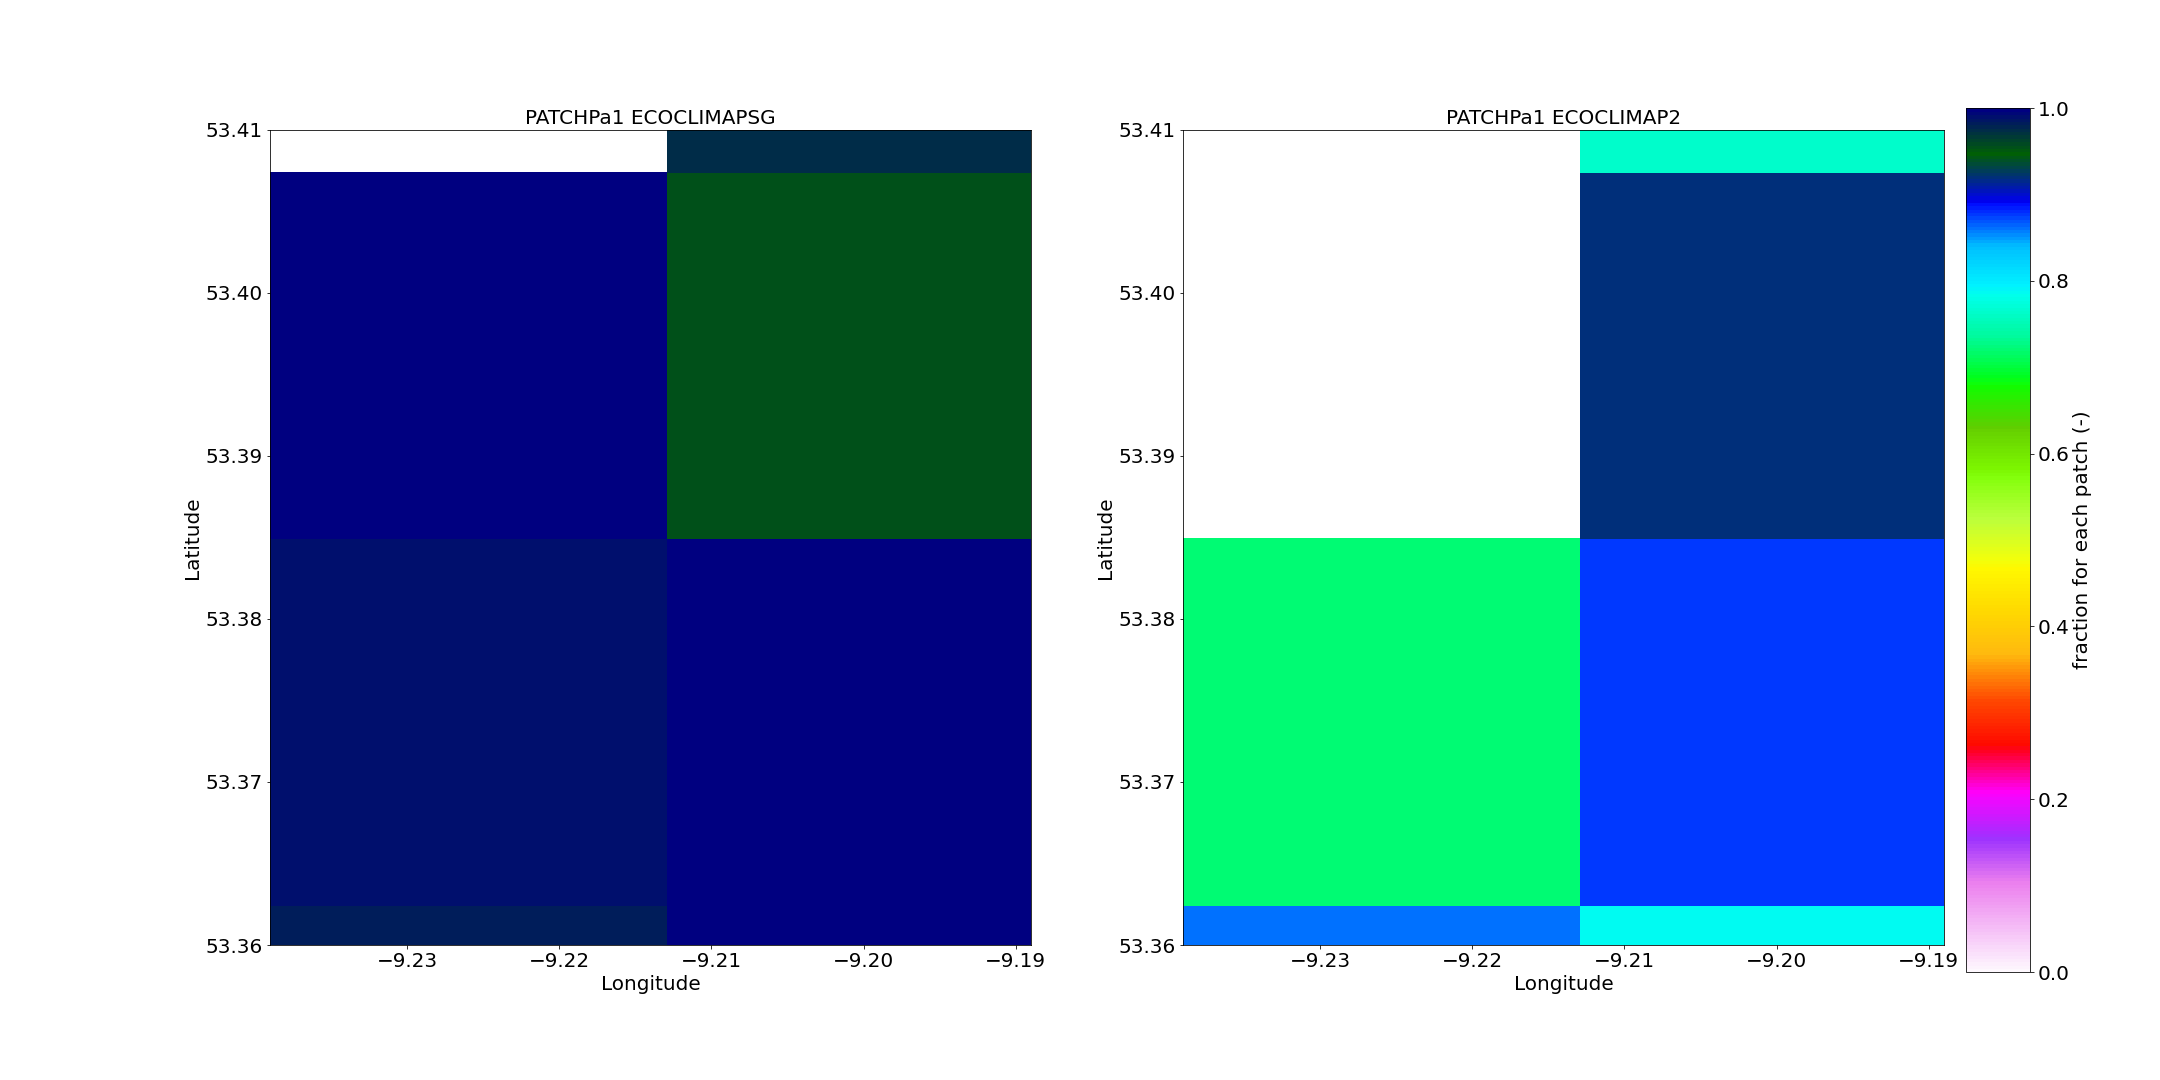 PATCHPa1 ECOCLIMAPSG
53.41
53.40
53.39
53.38
53.37
53.36
Latitude
−9.23 −9.22 −9.21 −9.20 −9.19
Longitude
PATCHPa1 ECOCLIMAP2
53.41
53.40
53.39
53.38
53.37
53.36
Latitude
−9.23 −9.22 −9.21 −9.20 −9.19
Longitude
1.0
0.8
0.6
0.4
0.2
0.0
fraction for each patch (-)